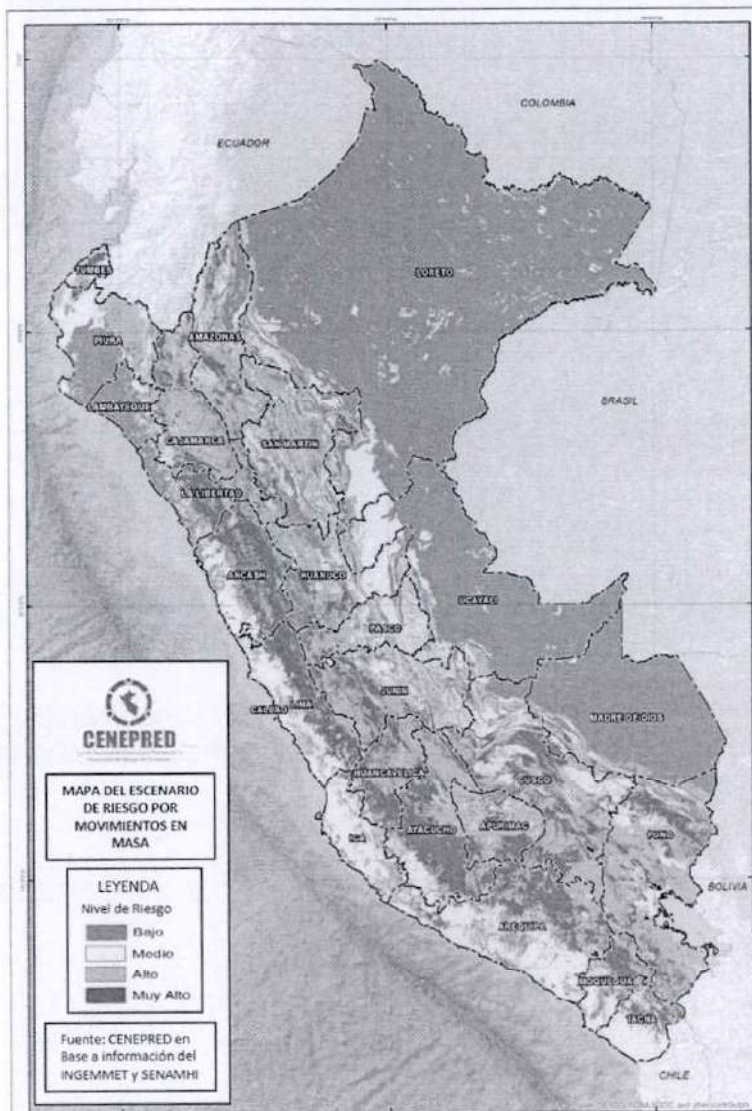 COLOMBIA
ECUADOR
LORETO
TUMBES
PIURA
AMAZONAS
LAMBAYEQUE
BRASIL
CAJAMARCA
SAN MARTIN
LA LIBERTAD
ANCASH
HUANUCO
UCAYALI
PASCO
JUNIN
CALLAO
LIMA
MADRE DE DIOS
HUANCAVELICA
CUSCO
ICA
AYACUCHO
APURIMAC
PUNO
BOLIVIA
AREQUIPA
MOQUEGUA
TACNA
CHILE
CENEPRED
MAPA DEL ESCENARIO
DE RIESGO POR
MOVIMIENTOS EN
MASA
LEYENDA
Nivel de Riesgo
Bajo
Medio
Alto
Muy Alto
Fuente: CENEPRED en
Base a información del
INGEMMET y SENAMHI